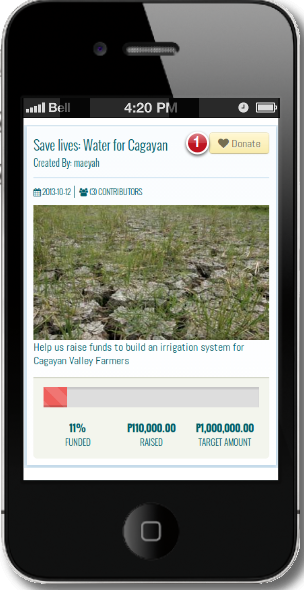 Bell 4:20 PM
Save lives: Water for Cagayan
1 Donate
Created By: maeyah
2013-10-12 | CONTRIBUTORS
Help us raise funds to build an irrigation system for
Cagayan Valley Farmers
11% ₱110,000.00 ₱1,000,000.00
FUNDED RAISED TARGET AMOUNT